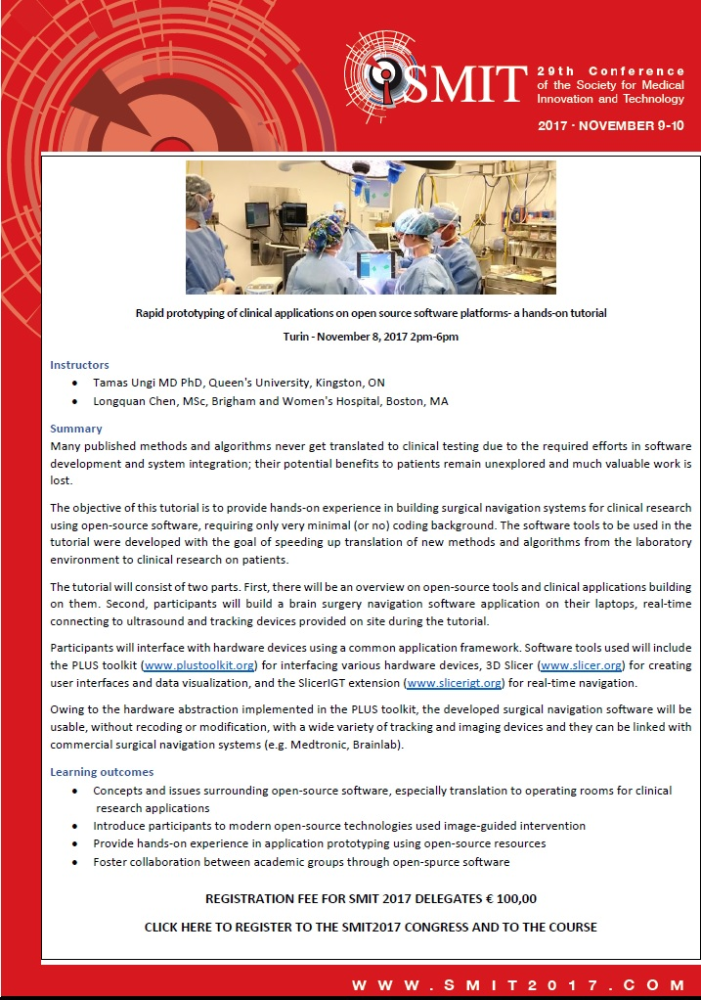 SMIT
29th Conference
of the Society for Medical
Innovation and Technology
2017 · NOVEMBER 9-10
Rapid prototyping of clinical applications on open source software platforms- a hands-on tutorial
Turin - November 8, 2017 2pm-6pm
Instructors
• Tamas Ungi MD PhD, Queen's University, Kingston, ON
• Longquan Chen, MSc, Brigham and Women's Hospital, Boston, MA
Summary
Many published methods and algorithms never get translated to clinical testing due to the required efforts in software
development and system integration; their potential benefits to patients remain unexplored and much valuable work is
lost.
The objective of this tutorial is to provide hands-on experience in building surgical navigation systems for clinical research
using open-source software, requiring only very minimal (or no) coding background. The software tools to be used in the
tutorial were developed with the goal of speeding up translation of new methods and algorithms from the laboratory
environment to clinical research on patients.
The tutorial will consist of two parts. First, there will be an overview on open-source tools and clinical applications building
on them. Second, participants will build a brain surgery navigation software application on their laptops, real-time
connecting to ultrasound and tracking devices provided on site during the tutorial.
Participants will interface with hardware devices using a common application framework. Software tools used will include
the PLUS toolkit (www.plustoolkit.org) for interfacing various hardware devices, 3D Slicer (www.slicer.org) for creating
user interfaces and data visualization, and the SlicerIGT extension (www.slicerigt.org) for real-time navigation.
Owing to the hardware abstraction implemented in the PLUS toolkit, the developed surgical navigation software will be
usable, without recoding or modification, with a wide variety of tracking and imaging devices and they can be linked with
commercial surgical navigation systems (e.g. Medtronic, Brainlab).
Learning outcomes
• Concepts and issues surrounding open-source software, especially translation to operating rooms for clinical
research applications
• Introduce participants to modern open-source technologies used image-guided intervention
• Provide hands-on experience in application prototyping using open-source resources
• Foster collaboration between academic groups through open-spurce software
REGISTRATION FEE FOR SMIT 2017 DELEGATES € 100,00
CLICK HERE TO REGISTER TO THE SMIT2017 CONGRESS AND TO THE COURSE
WWW.SMIT2017.COM